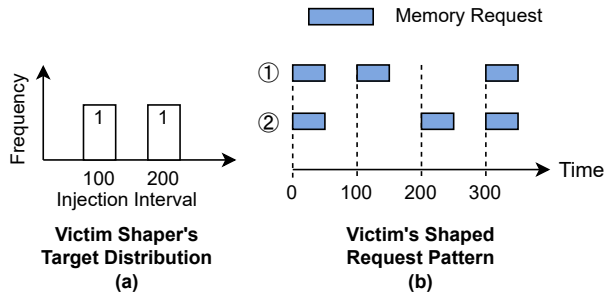 Memory Request
Frequency
1 1
100 200
Injection Interval
Victim Shaper's
Target Distribution
(a)
①
②
Time
0 100 200 300
Victim's Shaped
Request Pattern
(b)